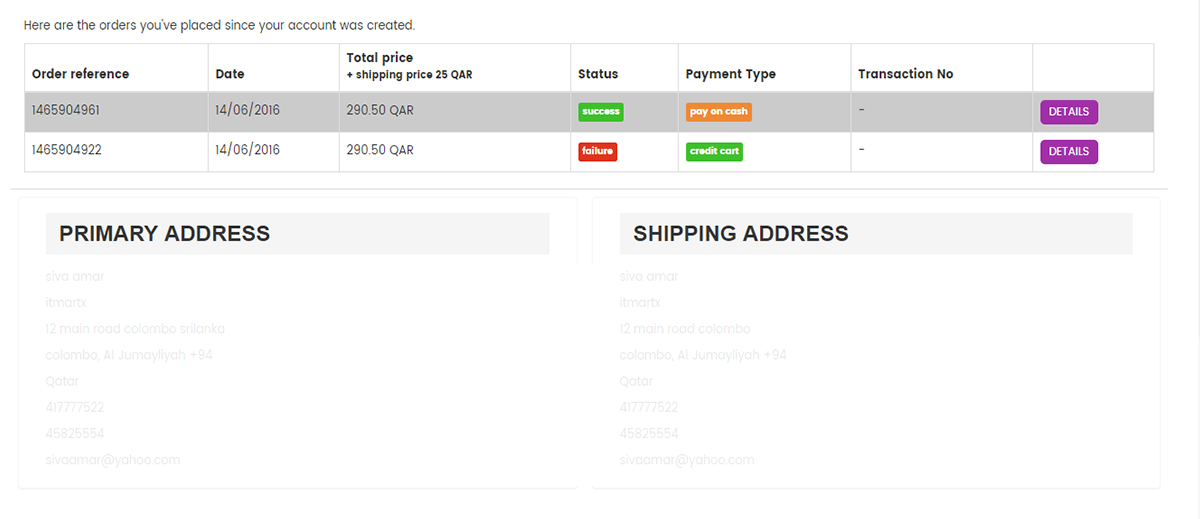 Here are the orders you've placed since your account was created.
Order reference Date Total price + shipping price 25 QAR Status Payment Type Transaction No
1465904961 14/06/2016 290.50 QAR success pay on cash - DETAILS
1465904922 14/06/2016 290.50 QAR failure credit cart - DETAILS
PRIMARY ADDRESS
siva amar
itmartx
12 main road colombo srilanka
colombo, Al Jumayliyah +94
Qatar
417777522
45825554
sivaamar@yahoo.com
SHIPPING ADDRESS
siva amar
itmartx
12 main road colombo
colombo, Al Jumayliyah +94
Qatar
417777522
45825554
sivaamar@yahoo.com